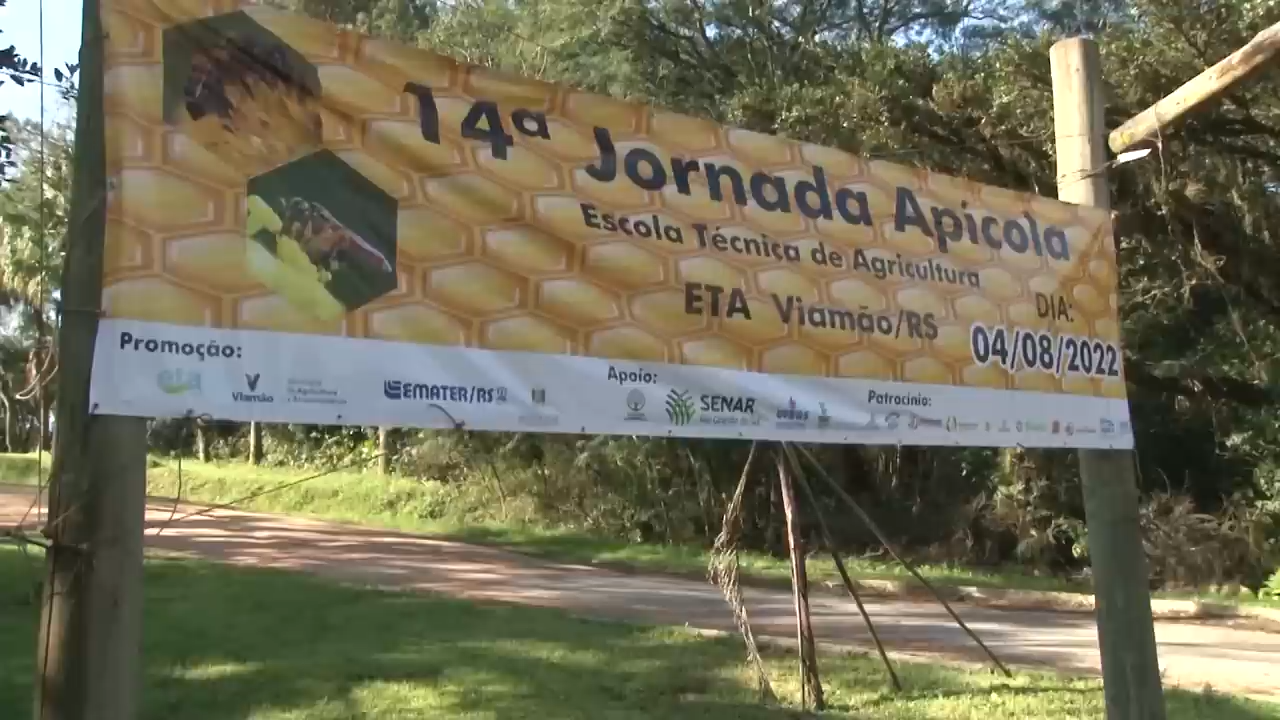 14ª Jornada Apícola
Escola Técnica de Agricultura
ETA Viamão/RS
DIA:
04/08/2022
Promoção:
eta
Viamão
EMATER/RS
Apoio:
SENAR
Patrocínio: